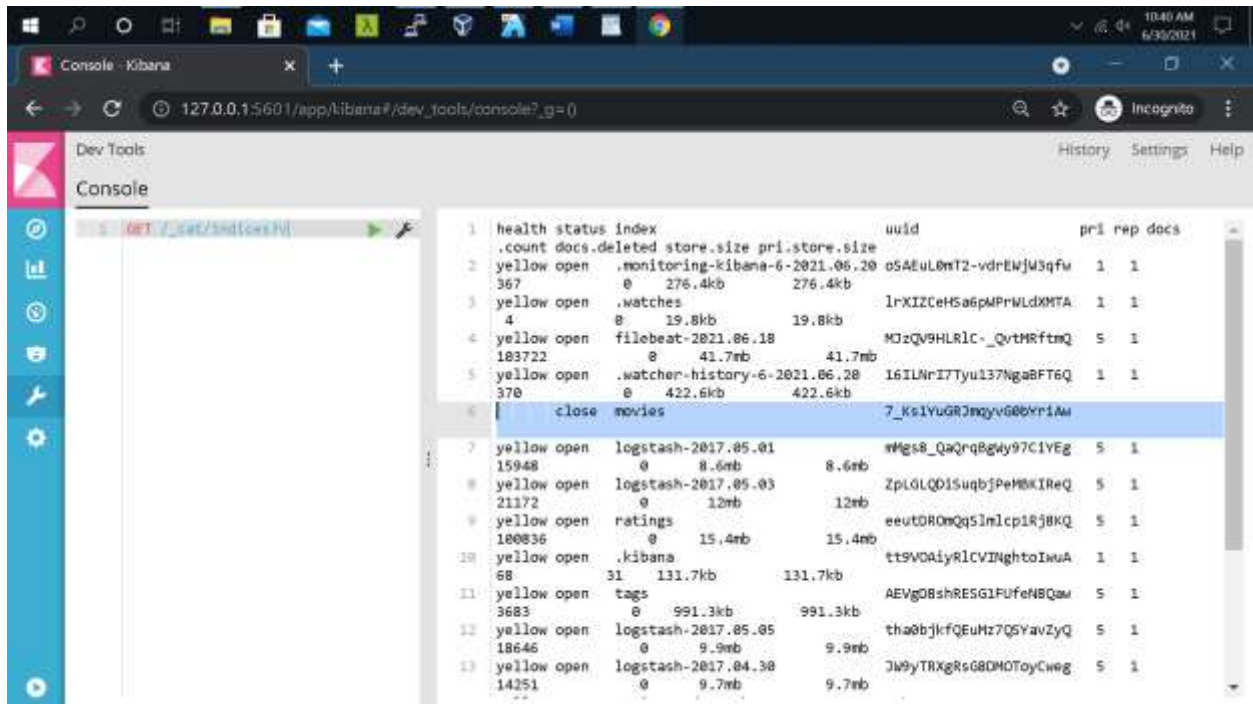 10:40 AM
6/30/2021
Console - Kibana
127.0.0.1:5601/app/kibana#/dev_tools/console?_g=()
Incognito
Dev Tools
History Settings Help
Console
1 GET /_cat/indices?v
1 health status index uuid pri rep docs
.count docs.deleted store.size pri.store.size
2 yellow open .monitoring-kibana-6-2021.06.20 oSAEuL0mT2-vdrEWjW3qfw 1 1
367 0 276.4kb 276.4kb
3 yellow open .watches lrXIZCeHSa6pWPrWLdXMTA 1 1
4 0 19.8kb 19.8kb
4 yellow open filebeat-2021.06.18 MJzQV9HLRlC-_QvtMRftmQ 5 1
103722 0 41.7mb 41.7mb
5 yellow open .watcher-history-6-2021.06.20 16ILNrI7Tyu137NgaBFT6Q 1 1
370 0 422.6kb 422.6kb
6 close movies 7_Ks1YuGRJmqyvG0bYriAw
7 yellow open logstash-2017.05.01 mMgs8_QaQrqBgWy97CiYEg 5 1
15948 0 8.6mb 8.6mb
8 yellow open logstash-2017.05.03 ZpLGLQDiSuqbjPeMBKIReQ 5 1
21172 0 12mb 12mb
9 yellow open ratings eeutDROmQqSlmlcp1RjBKQ 5 1
100836 0 15.4mb 15.4mb
10 yellow open .kibana tt9VOAiyRlCVINghtoIwuA 1 1
68 31 131.7kb 131.7kb
11 yellow open tags AEVgDBshRESG1FUfeNBQaw 5 1
3683 0 991.3kb 991.3kb
12 yellow open logstash-2017.05.05 tha0bjkfQEuMz7QSYavZyQ 5 1
18646 0 9.9mb 9.9mb
13 yellow open logstash-2017.04.30 JW9yTRXgRsG8DMOToyCweg 5 1
14251 0 9.7mb 9.7mb